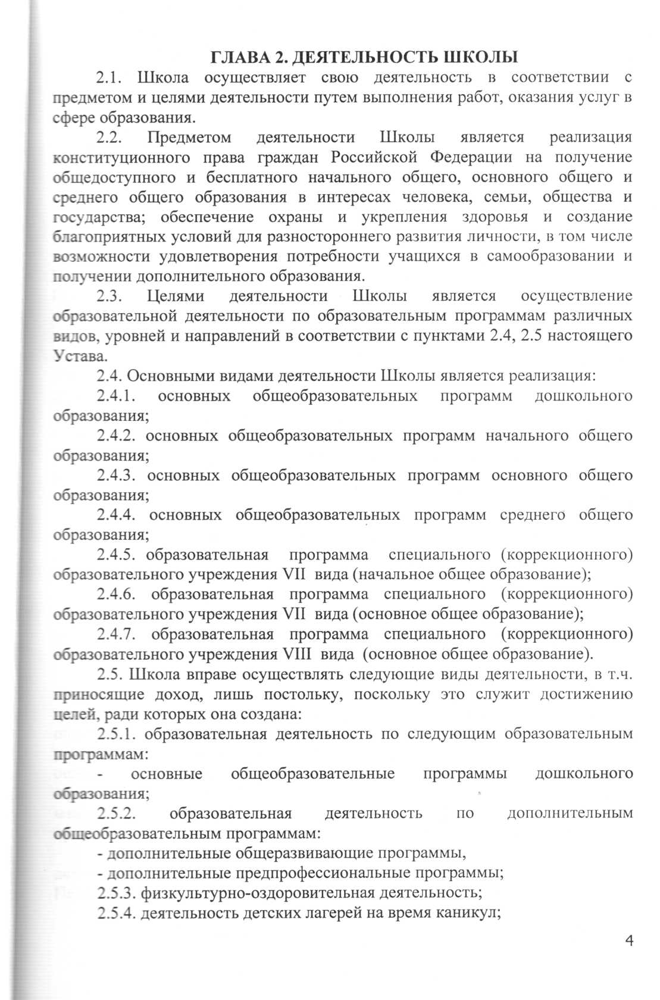 ГЛАВА 2. ДЕЯТЕЛЬНОСТЬ ШКОЛЫ
2.1. Школа осуществляет свою деятельность в соответствии с
предметом и целями деятельности путем выполнения работ, оказания услуг в
сфере образования.
2.2. Предметом деятельности Школы является реализация
конституционного права граждан Российской Федерации на получение
общедоступного и бесплатного начального общего, основного общего и
среднего общего образования в интересах человека, семьи, общества и
государства; обеспечение охраны и укрепления здоровья и создание
благоприятных условий для разностороннего развития личности, в том числе
возможности удовлетворения потребности учащихся в самообразовании и
получении дополнительного образования.
2.3. Целями деятельности Школы является осуществление
образовательной деятельности по образовательным программам различных
видов, уровней и направлений в соответствии с пунктами 2.4, 2.5 настоящего
Устава.
2.4. Основными видами деятельности Школы является реализация:
2.4.1. основных общеобразовательных программ дошкольного
образования;
2.4.2. основных общеобразовательных программ начального общего
образования;
2.4.3. основных общеобразовательных программ основного общего
образования;
2.4.4. основных общеобразовательных программ среднего общего
образования;
2.4.5. образовательная программа специального (коррекционного)
образовательного учреждения VII вида (начальное общее образование);
2.4.6. образовательная программа специального (коррекционного)
образовательного учреждения VII вида (основное общее образование);
2.4.7. образовательная программа специального (коррекционного)
образовательного учреждения VIII вида (основное общее образование).
2.5. Школа вправе осуществлять следующие виды деятельности, в т.ч.
приносящие доход, лишь постольку, поскольку это служит достижению
целей, ради которых она создана:
2.5.1. образовательная деятельность по следующим образовательным
программам:
- основные общеобразовательные программы дошкольного
образования;
2.5.2. образовательная деятельность по дополнительным
общеобразовательным программам:
- дополнительные общеразвивающие программы,
- дополнительные предпрофессиональные программы;
2.5.3. физкультурно-оздоровительная деятельность;
2.5.4. деятельность детских лагерей на время каникул;
4